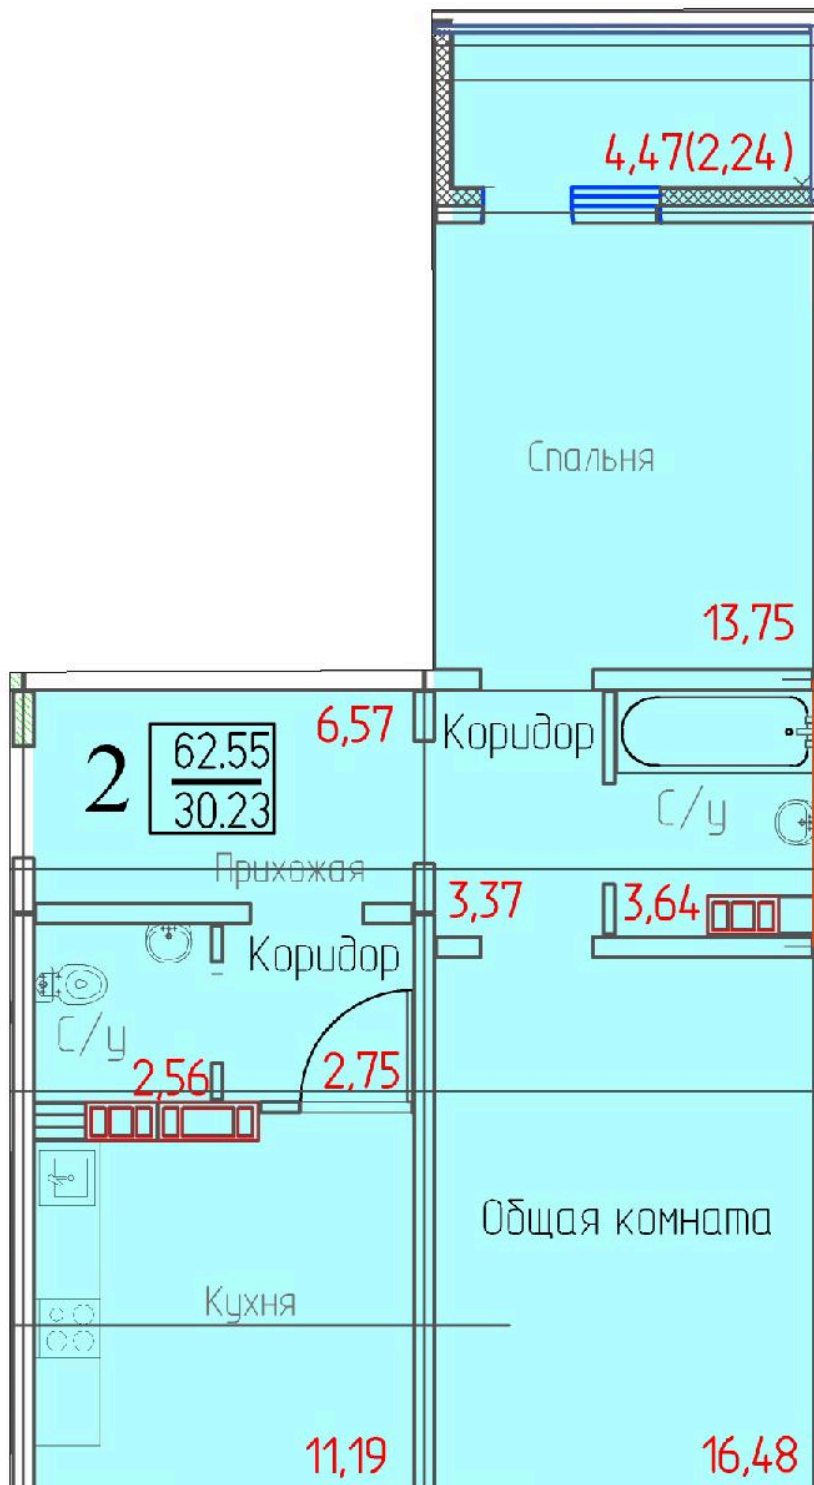 4,47(2,24)
Спальня
13,75
2
62.55
30.23
6,57
Прихожая
Коридор
3,37
С/у
3,64
С/у
2,56
Коридор
2,75
Общая комната
16,48
Кухня
11,19